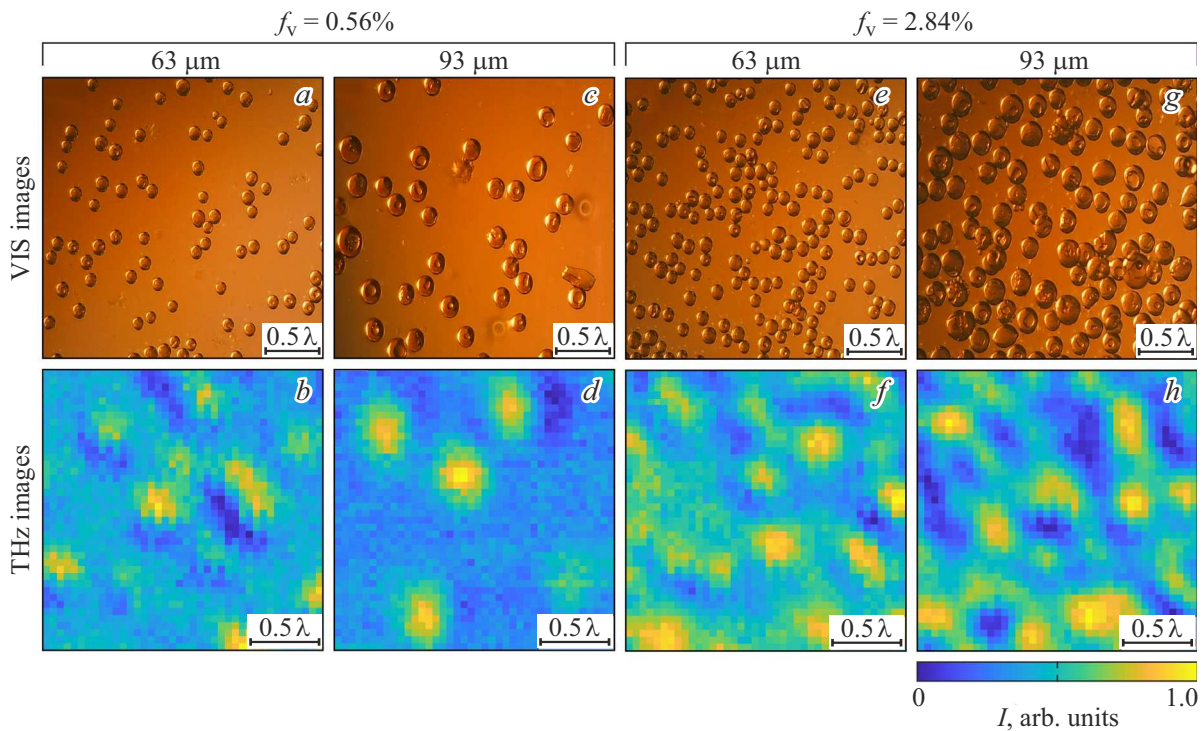 f_v = 0.56% f_v = 2.84%
63 µm 93 µm 63 µm 93 µm
VIS images
a c e g
0.5 λ 0.5 λ 0.5 λ 0.5 λ
THz images
b d f h
0.5 λ 0.5 λ 0.5 λ 0.5 λ
0 1.0
I, arb. units